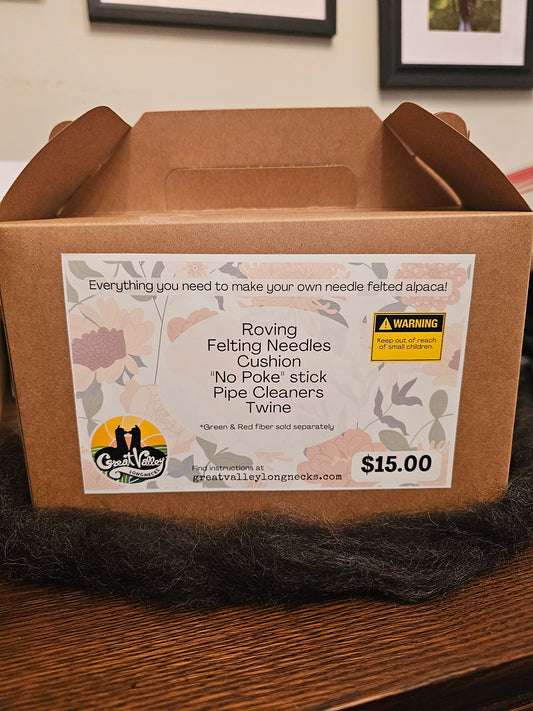 Everything you need to make your own needle felted alpaca!
Roving
Felting Needles
Cushion
"No Poke" stick
Pipe Cleaners
Twine
*Green & Red fiber sold separately
WARNING
Keep out of reach
of small children.
Great Valley
LONGNECKS
Find instructions at
greatvalleylongnecks.com
$15.00